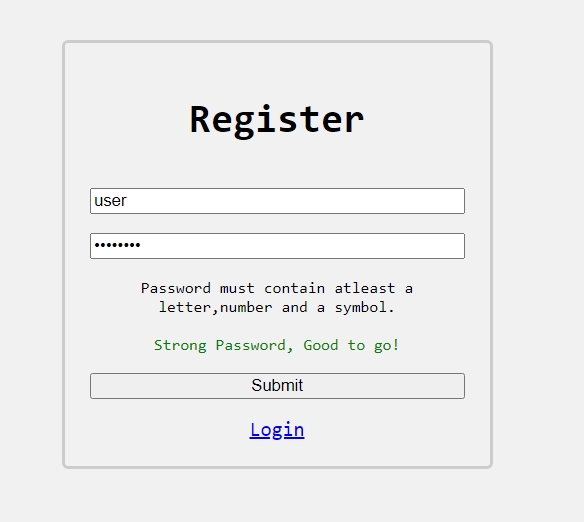 Register
user
••••••••
Password must contain atleast a
letter,number and a symbol.
Strong Password, Good to go!
Submit
Login